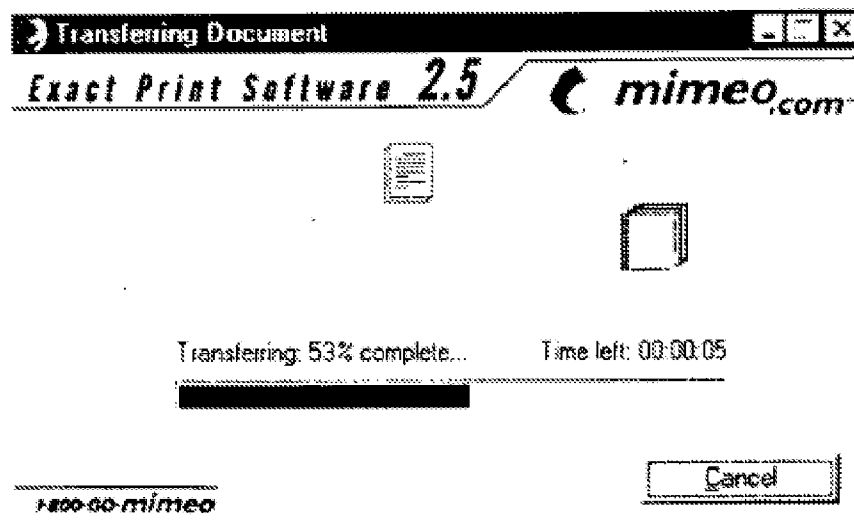 Transferring Document
Exact Print Software 2.5
mimeo.com
Transferring: 53% complete... Time left: 00:00:05
Cancel
1-800-GO-mimeo